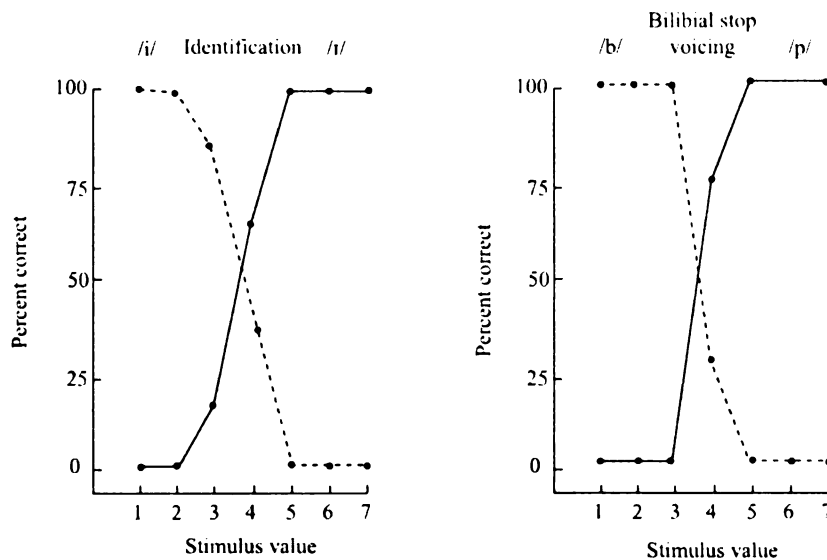 /i/ Identification /ɪ/
100
75
50
25
0
Percent correct
1 2 3 4 5 6 7
Stimulus value
Bilibial stop
/b/ voicing /p/
100
75
50
25
0
Percent correct
1 2 3 4 5 6 7
Stimulus value